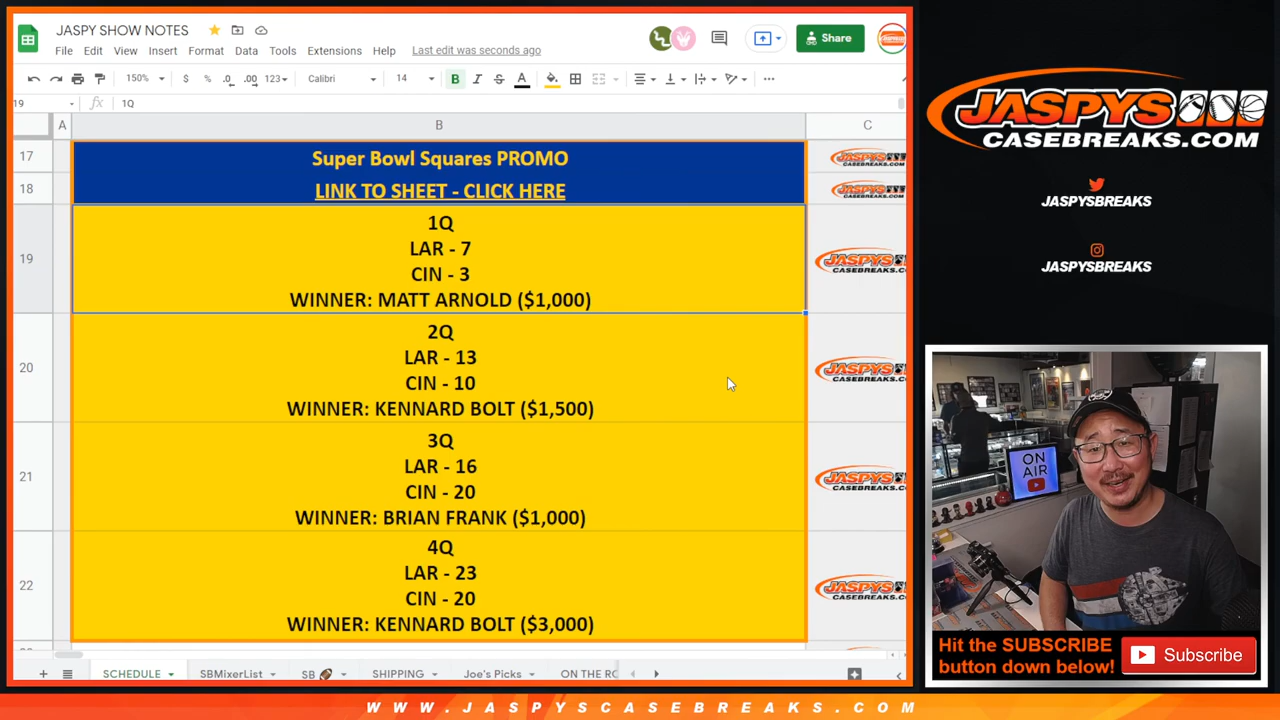 JASPY SHOW NOTES
File Edit View Insert Format Data Tools Extensions Help Last edit was seconds ago
Share
150% $ % .0 .00 123 Calibri 14 B I S A
19 fx 1Q
A B C
17 Super Bowl Squares PROMO
18 LINK TO SHEET - CLICK HERE
19
1Q
LAR - 7
CIN - 3
WINNER: MATT ARNOLD ($1,000)
20
2Q
LAR - 13
CIN - 10
WINNER: KENNARD BOLT ($1,500)
21
3Q
LAR - 16
CIN - 20
WINNER: BRIAN FRANK ($1,000)
22
4Q
LAR - 23
CIN - 20
WINNER: KENNARD BOLT ($3,000)
SCHEDULE SBMixerList SB SHIPPING Joe's Picks ON THE RO
JASPYS
CASEBREAKS.COM
JASPYSBREAKS
JASPYSBREAKS
ON
AIR
Hit the SUBSCRIBE
button down below!
Subscribe
WWW.JASPYSCASEBREAKS.COM